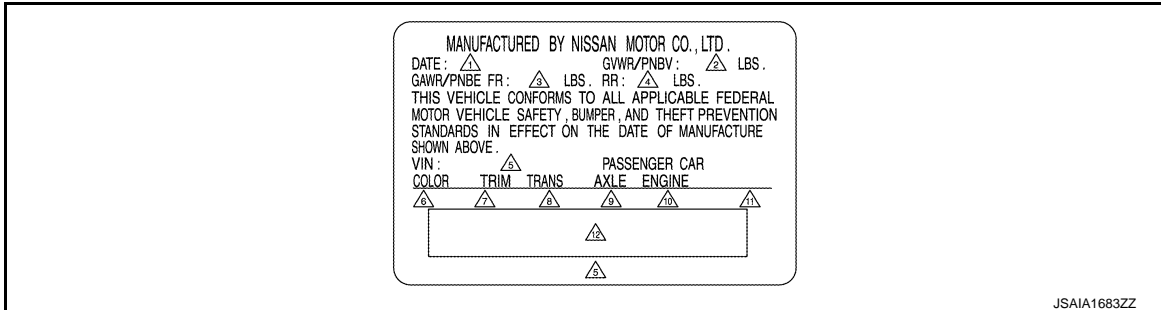 MANUFACTURED BY NISSAN MOTOR CO.,LTD.
DATE: 1 GVWR/PNBV: 2 LBS.
GAWR/PNBE FR: 3 LBS. RR: 4 LBS.
THIS VEHICLE CONFORMS TO ALL APPLICABLE FEDERAL
MOTOR VEHICLE SAFETY, BUMPER, AND THEFT PREVENTION
STANDARDS IN EFFECT ON THE DATE OF MANUFACTURE
SHOWN ABOVE.
VIN: 5 PASSENGER CAR
COLOR TRIM TRANS AXLE ENGINE
6 7 8 9 10 11
12
5
JSAIA1683ZZ